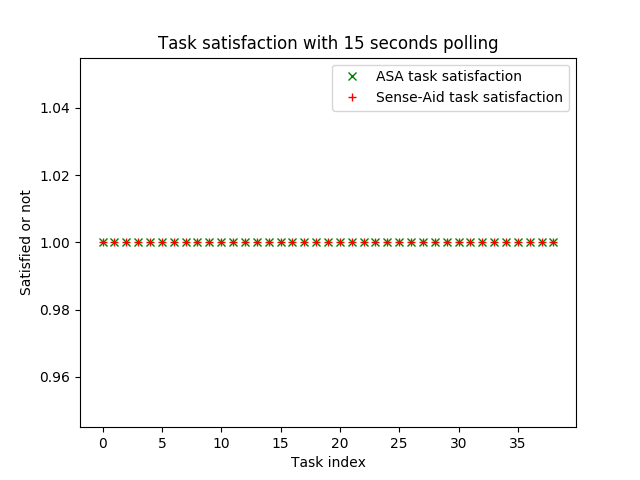 Task satisfaction with 15 seconds polling
ASA task satisfaction
Sense-Aid task satisfaction
1.04
1.02
1.00
0.98
0.96
Satisfied or not
0 5 10 15 20 25 30 35
Task index